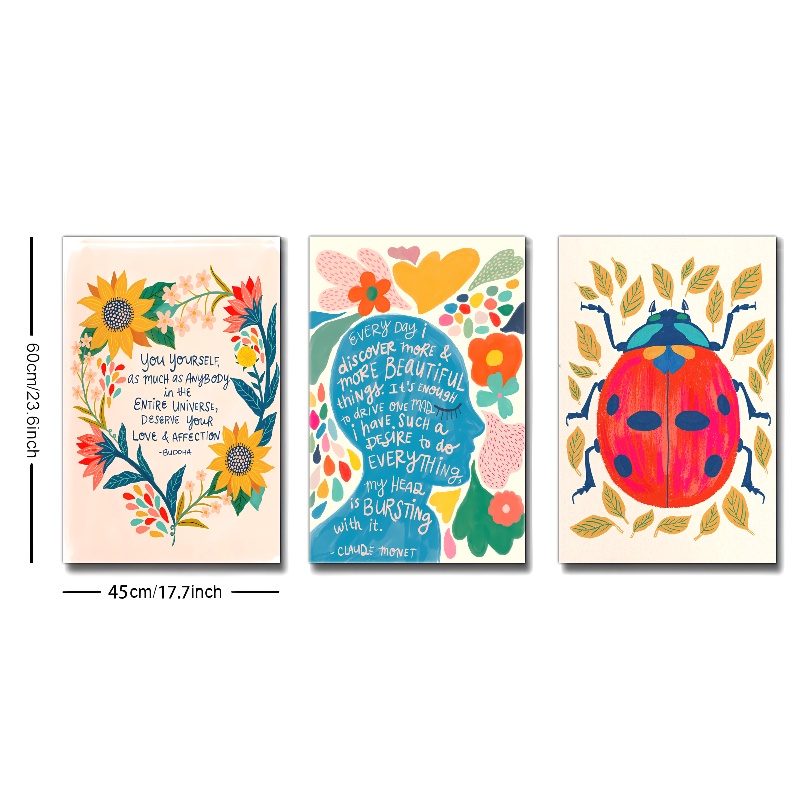 60cm/23.6inch
45cm/17.7inch
You Yourself,
as much as Anybody
in the
Entire Universe,
Deserve Your
Love & Affection
-Buddha
EVERY DAY i
discover more &
more BEAUTIFUL
things. It's ENOUGH
to DRIVE ONE MAD.
i have SUCH A
DESIRE to do
EVERYTHING,
my HEAD
is BURSTING
with it.
- CLAUDE MONET